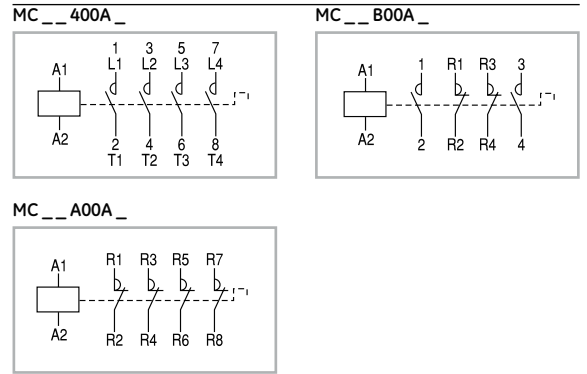 MC _ _ 400A _
A1
1 3 5 7
L1 L2 L3 L4
A2
2 4 6 8
T1 T2 T3 T4
MC _ _ B00A _
A1
1 R1 R3 3
A2
2 R2 R4 4
MC _ _ A00A _
A1
R1 R3 R5 R7
A2
R2 R4 R6 R8